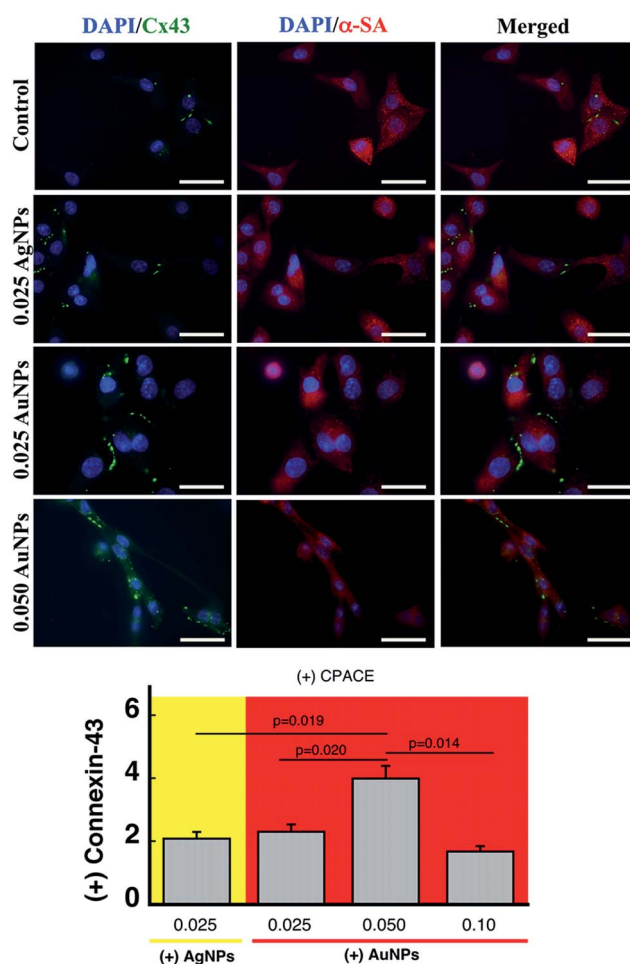 DAPI/Cx43 DAPI/α-SA Merged
Control
0.025 AgNPs
0.025 AuNPs
0.050 AuNPs
(+) CPACE
(+) Connexin-43
6
4
2
0
p=0.019
p=0.020
p=0.014
0.025 0.025 0.050 0.10
(+) AgNPs (+) AuNPs